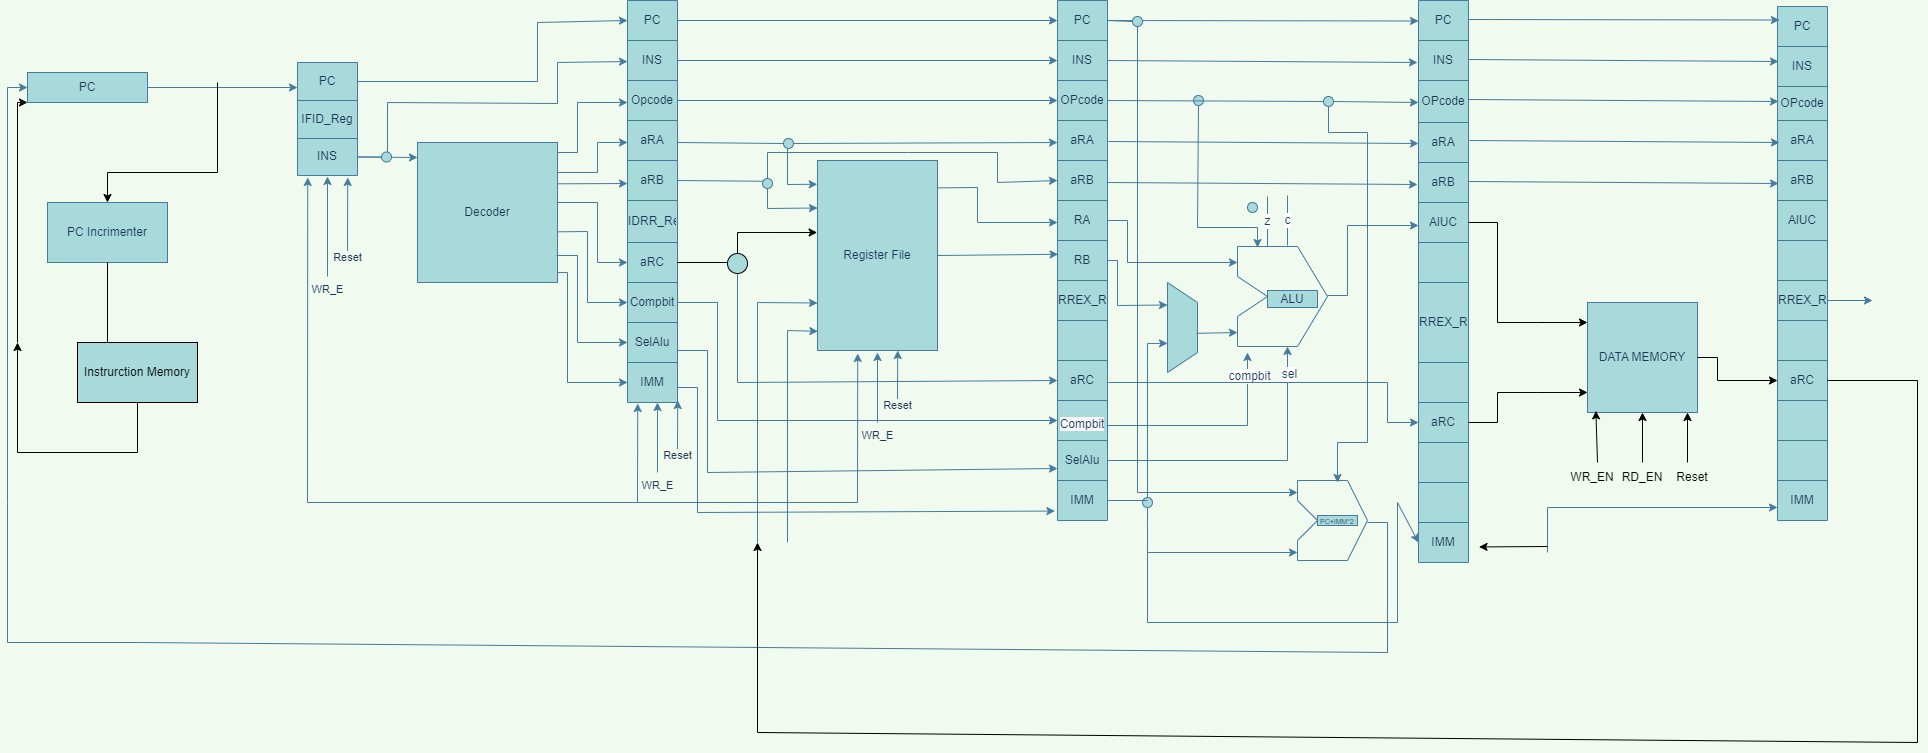 PC
PC Incrimenter
Instrurction Memory
PC
IFID_Reg
INS
Reset
WR_E
Decoder
PC
INS
Opcode
aRA
aRB
IDRR_Re
aRC
Compbit
SelAlu
IMM
Reset
WR_E
Register File
Reset
WR_E
PC
INS
OPcode
aRA
aRB
RA
RB
RREX_R
aRC
Compbit
SelAlu
IMM
z
c
ALU
compbit
sel
PC+IMM*2
PC
INS
OPcode
aRA
aRB
AIUC
RREX_R
aRC
IMM
DATA MEMORY
WR_EN
RD_EN
Reset
PC
INS
OPcode
aRA
aRB
AIUC
RREX_R
aRC
IMM